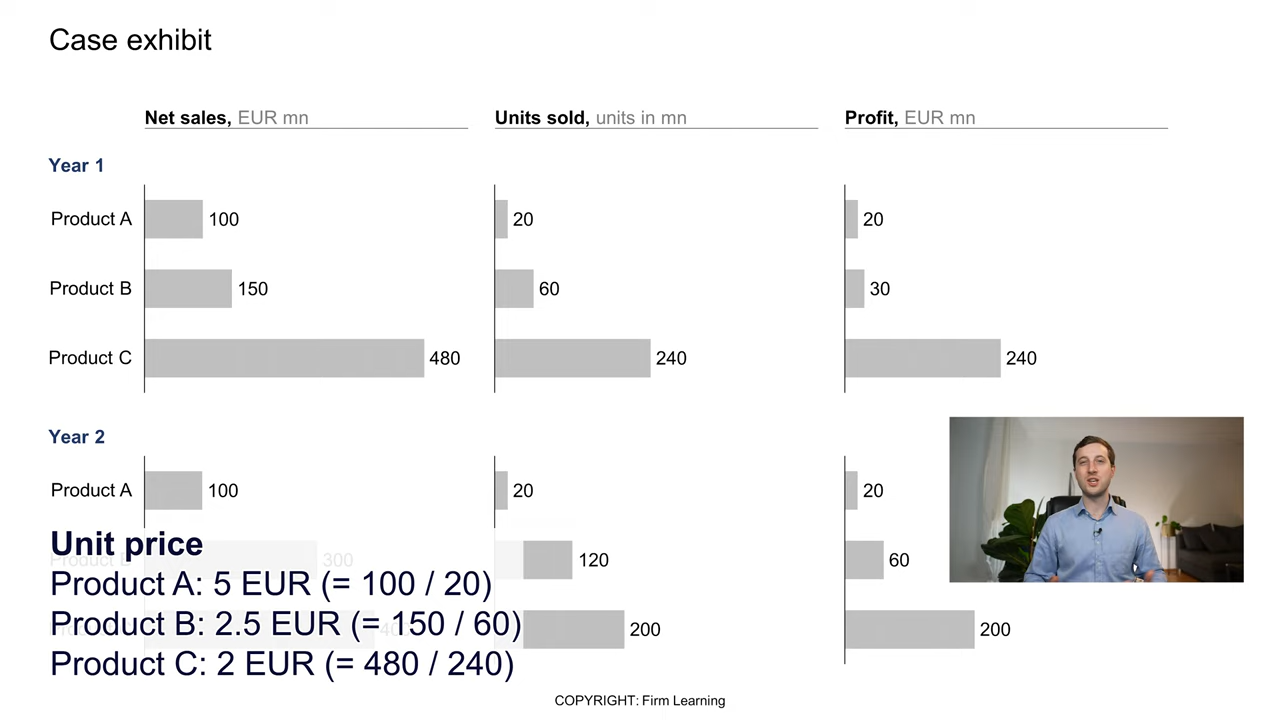 Case exhibit
Net sales, EUR mn
Units sold, units in mn
Profit, EUR mn
Year 1
Product A
100
20
20
Product B
150
60
30
Product C
480
240
240
Year 2
Product A
100
20
20
Unit price
300
120
60
Product A: 5 EUR (= 100 / 20)
Product B: 2.5 EUR (= 150 / 60)
200
200
Product C: 2 EUR (= 480 / 240)
COPYRIGHT: Firm Learning